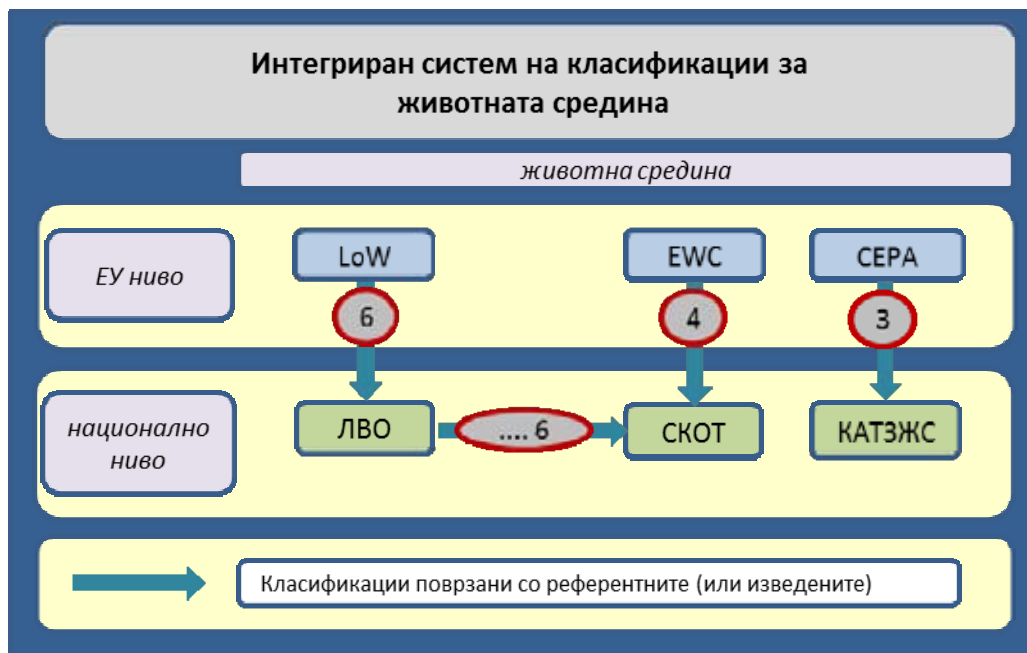 Интегриран систем на класификации за
животната средина
животна средина
ЕУ ниво
LoW
EWC
CEPA
6
4
3
национално
ниво
ЛВО
.... 6
СКОТ
КАТЗЖС
Класификации поврзани со референтните (или изведените)